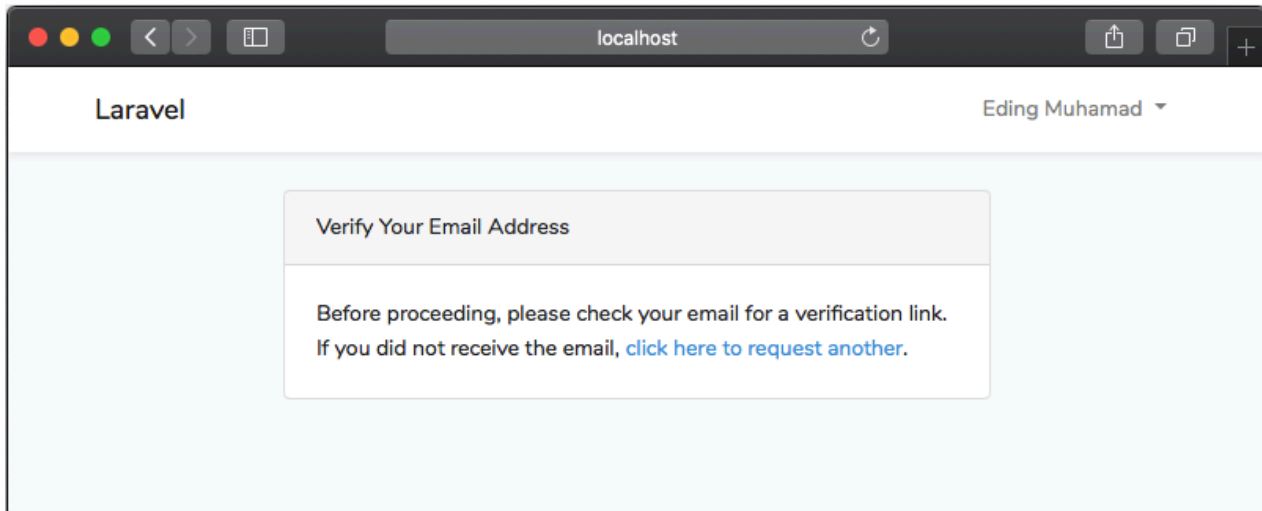 localhost
Laravel
Eding Muhamad
Verify Your Email Address
Before proceeding, please check your email for a verification link.
If you did not receive the email, click here to request another.